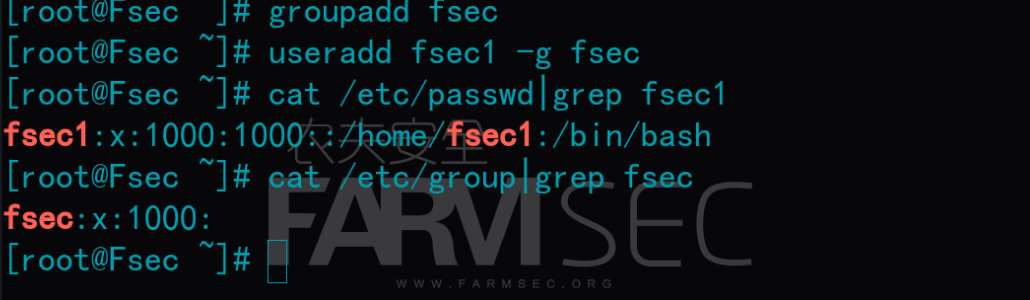 [root@Fsec ~]# groupadd fsec
[root@Fsec ~]# useradd fsec1 -g fsec
[root@Fsec ~]# cat /etc/passwd|grep fsec1
fsec1:x:1000:1000::/home/fsec1:/bin/bash
农夫安全
[root@Fsec ~]# cat /etc/group|grep fsec
FARMSEC
fsec:x:1000:
[root@Fsec ~]#
WWW.FARMSEC.ORG